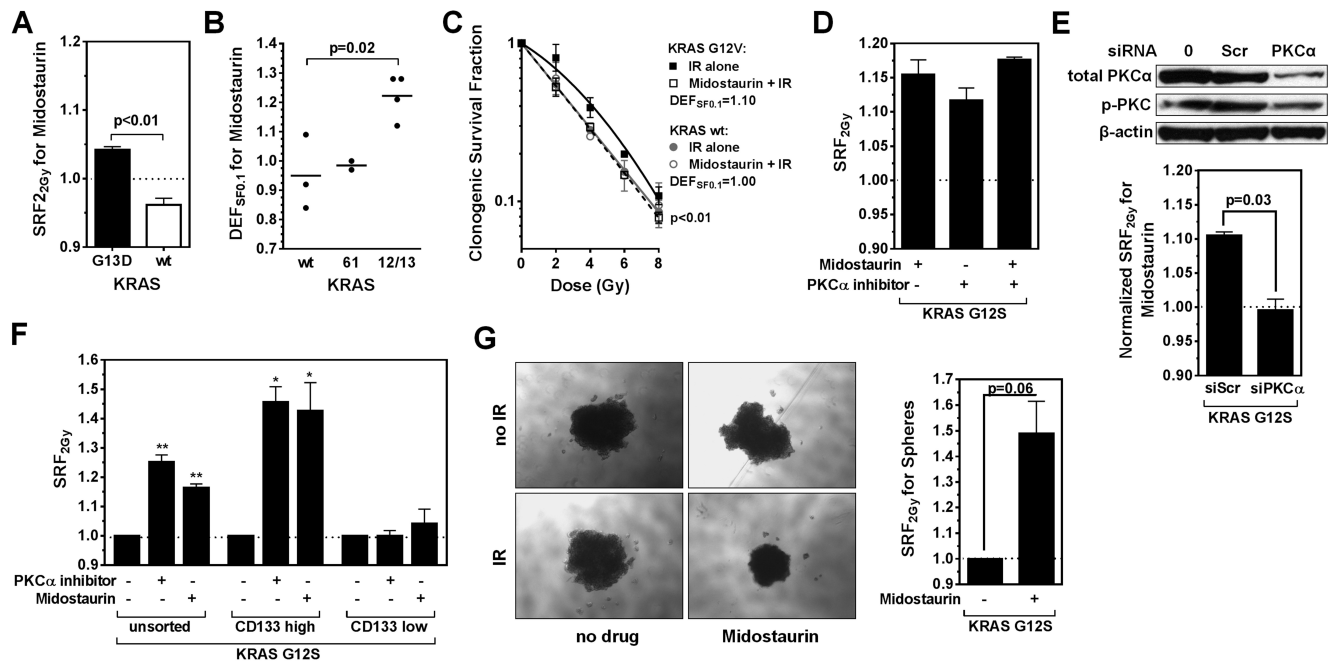 A
SRF2₂Gy for Midostaurin
1.2
1.1
1.0
0.9
p<0.01
G13D wt
KRAS
B
DEF_SF0.1 for Midostaurin
1.4
1.3
1.2
1.1
1.0
0.9
0.8
0.7
p=0.02
wt 61 12/13
KRAS
C
Clonogenic Survival Fraction
1
0.1
0 2 4 6 8
Dose (Gy)
KRAS G12V:
IR alone
Midostaurin + IR
DEF_SF0.1=1.10
KRAS wt:
IR alone
Midostaurin + IR
DEF_SF0.1=1.00
p<0.01
D
SRF₂Gy
1.20
1.15
1.10
1.05
1.00
0.95
0.90
Midostaurin + - +
PKCα inhibitor - + +
KRAS G12S
E
siRNA 0 Scr PKCα
total PKCα
p-PKC
β-actin
Normalized SRF₂Gy for
Midostaurin
1.20
1.15
1.10
1.05
1.00
0.95
0.90
p=0.03
siScr siPKCα
KRAS G12S
F
SRF₂Gy
1.6
1.5
1.4
1.3
1.2
1.1
1.0
0.9
** ** * *
PKCα inhibitor - + - - + - - + -
Midostaurin - - + - - + - - +
unsorted CD133 high CD133 low
KRAS G12S
G
no IR
IR
no drug Midostaurin
SRF₂Gy for Spheres
1.7
1.6
1.5
1.4
1.3
1.2
1.1
1.0
0.9
p=0.06
Midostaurin - +
KRAS G12S